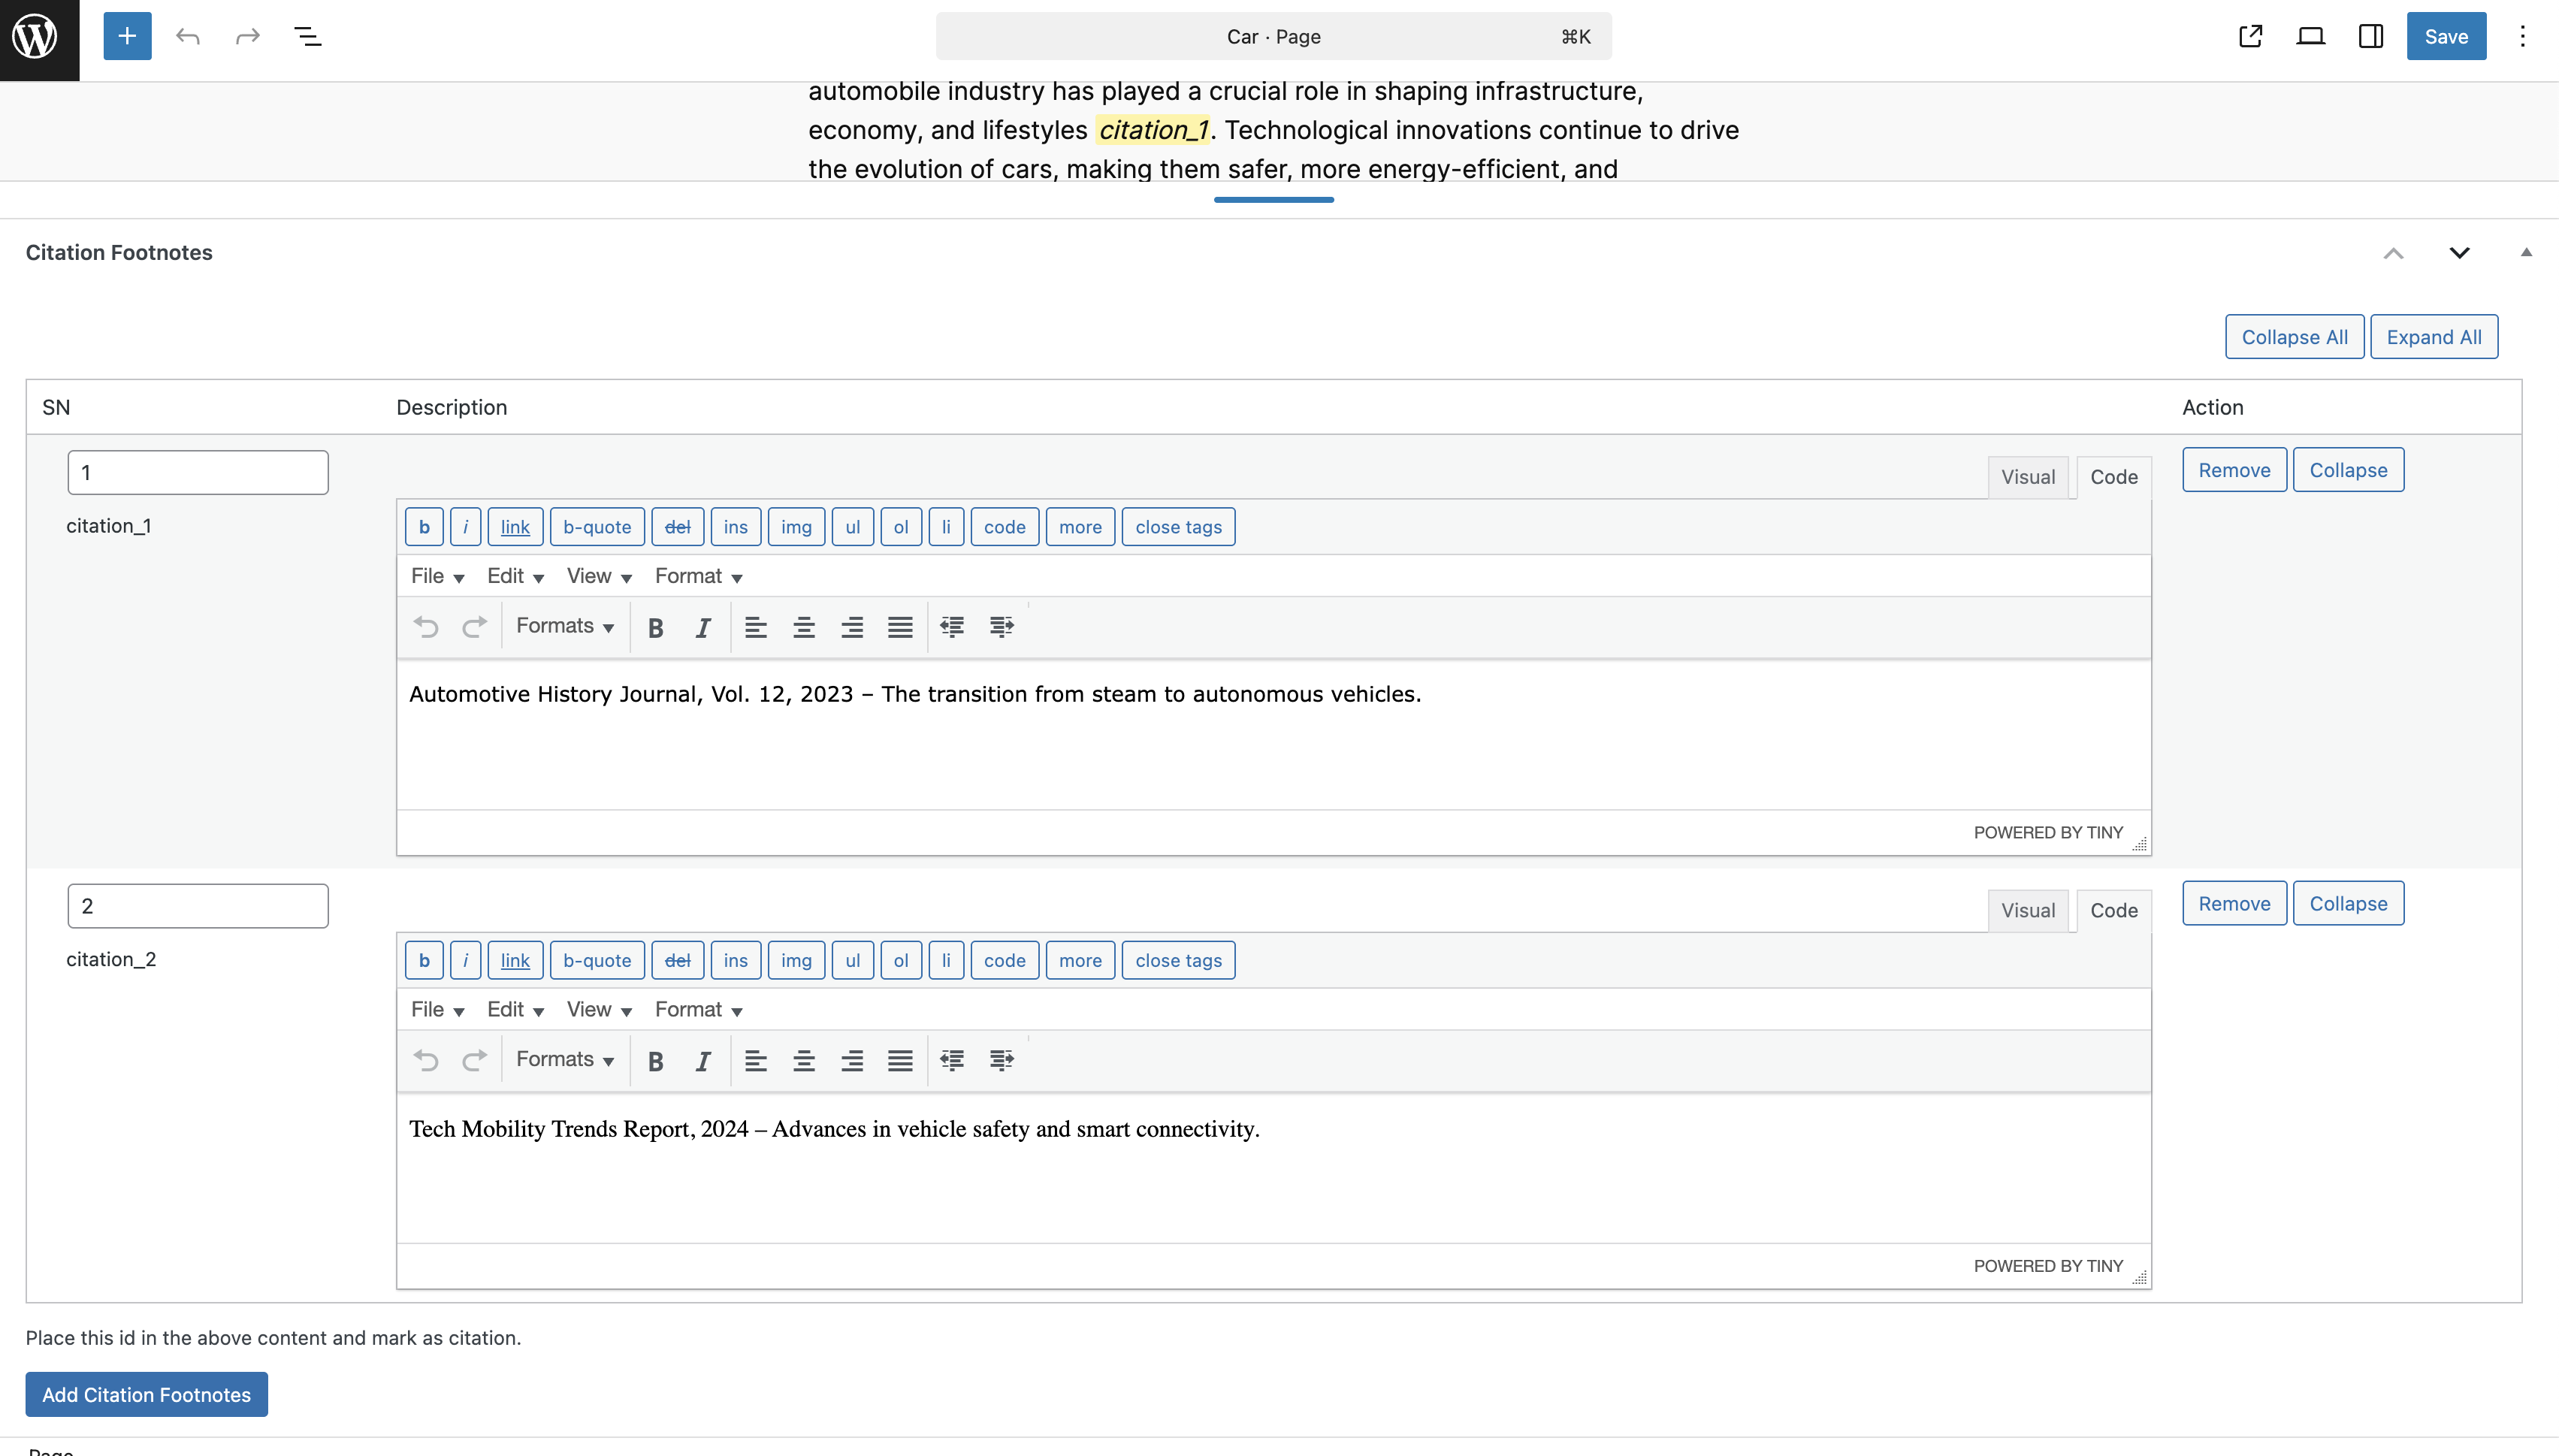 Car · Page ⌘K
Save
automobile industry has played a crucial role in shaping infrastructure,
economy, and lifestyles citation_1. Technological innovations continue to drive
the evolution of cars, making them safer, more energy-efficient, and
Citation Footnotes
Collapse All Expand All
SN Description Action
1
Visual Code
Remove Collapse
citation_1
b i link b-quote del ins img ul ol li code more close tags
File Edit View Format
Formats B I
Automotive History Journal, Vol. 12, 2023 – The transition from steam to autonomous vehicles.
POWERED BY TINY
2
Visual Code
Remove Collapse
citation_2
b i link b-quote del ins img ul ol li code more close tags
File Edit View Format
Formats B I
Tech Mobility Trends Report, 2024 – Advances in vehicle safety and smart connectivity.
POWERED BY TINY
Place this id in the above content and mark as citation.
Add Citation Footnotes
Page